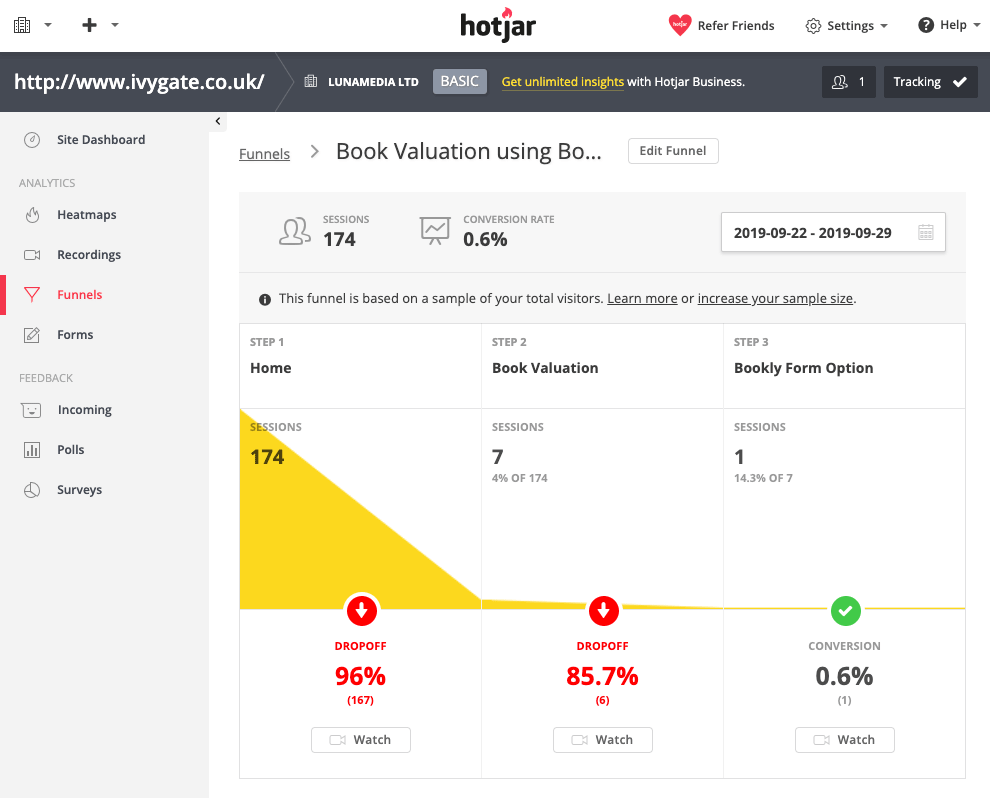 hotjar
Refer Friends
Settings
Help
http://www.ivygate.co.uk/
LUNAMEDIA LTD
BASIC
Get unlimited insights with Hotjar Business.
1
Tracking
Site Dashboard
ANALYTICS
Heatmaps
Recordings
Funnels
Forms
FEEDBACK
Incoming
Polls
Surveys
Funnels > Book Valuation using Bo...
Edit Funnel
SESSIONS
174
CONVERSION RATE
0.6%
2019-09-22 - 2019-09-29
This funnel is based on a sample of your total visitors. Learn more or increase your sample size.
STEP 1
Home
SESSIONS
174
DROPOFF
96%
(167)
Watch
STEP 2
Book Valuation
SESSIONS
7
4% OF 174
DROPOFF
85.7%
(6)
Watch
STEP 3
Bookly Form Option
SESSIONS
1
14.3% OF 7
CONVERSION
0.6%
(1)
Watch